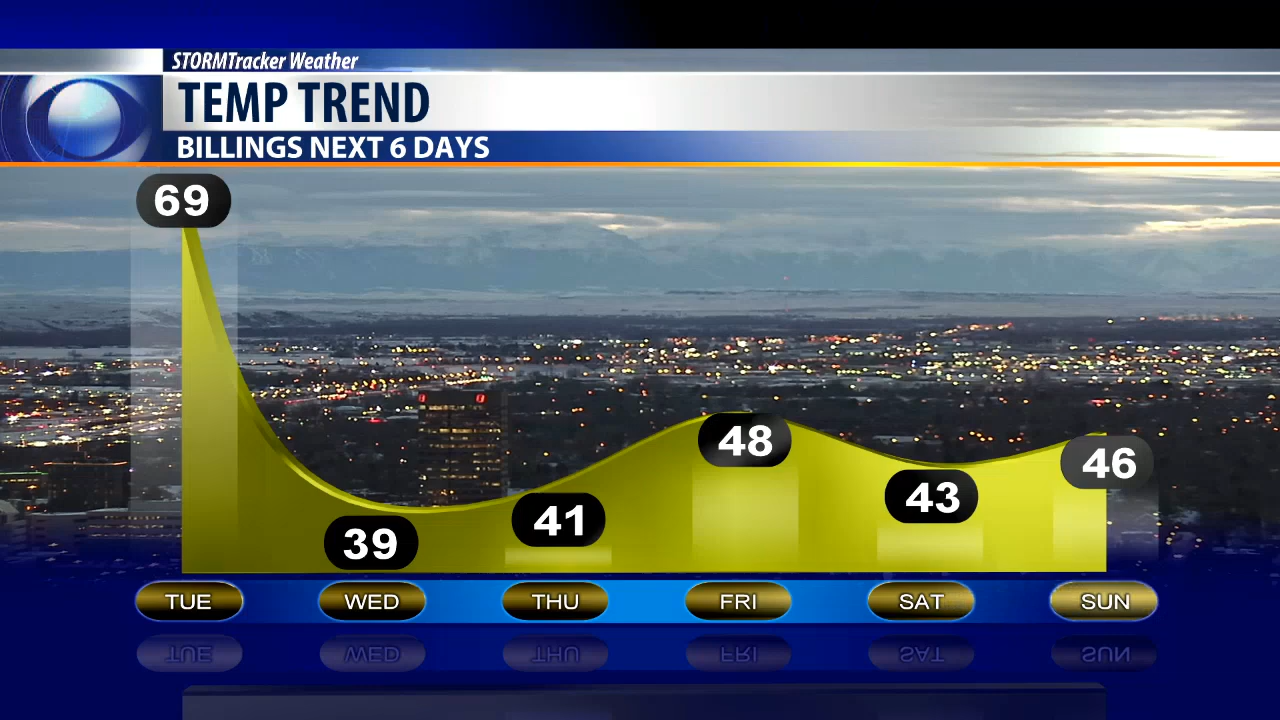 STORMTracker Weather
TEMP TREND
BILLINGS NEXT 6 DAYS
69
39
41
48
43
46
TUE WED THU FRI SAT SUN